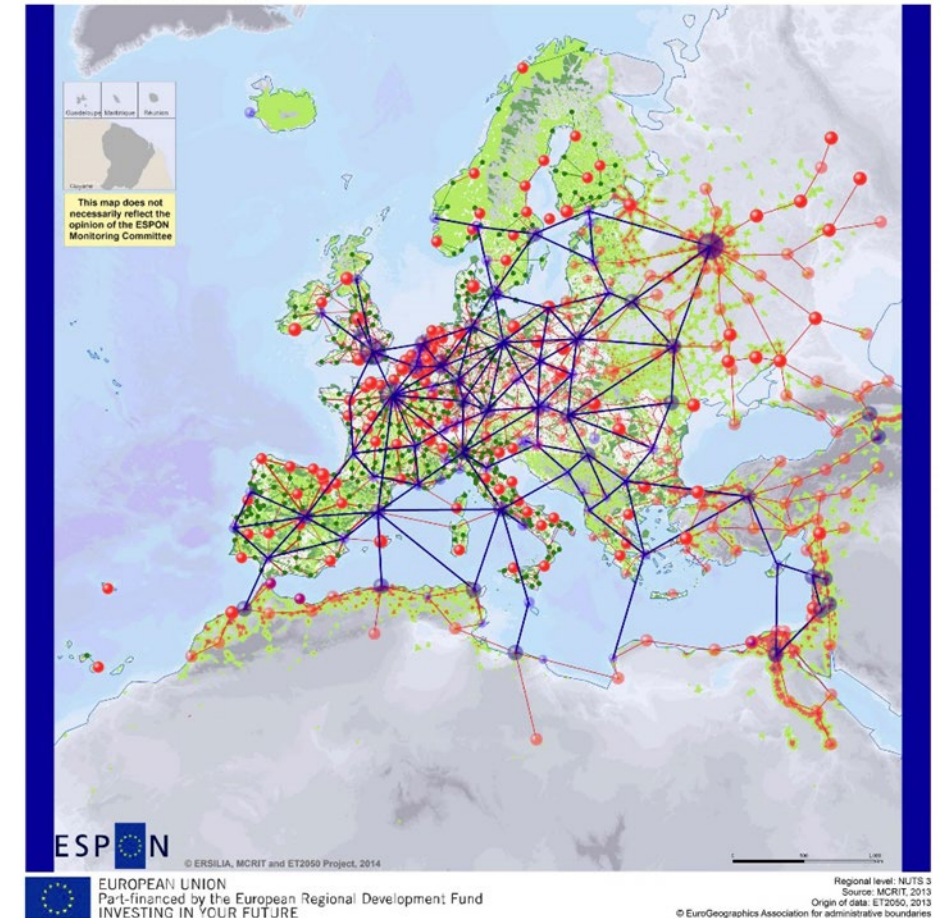 Guadeloupe Martinique Réunion
Guyane
This map does not
necessarily reflect the
opinion of the ESPON
Monitoring Committee
ESPON
© ERSILIA, MCRIT and ET2050 Project, 2014
EUROPEAN UNION
Part-financed by the European Regional Development Fund
INVESTING IN YOUR FUTURE
Regional level: NUTS 3
Source: MCRIT, 2013
Origin of data: ET2050, 2013
© EuroGeographics Association for administrative boundaries